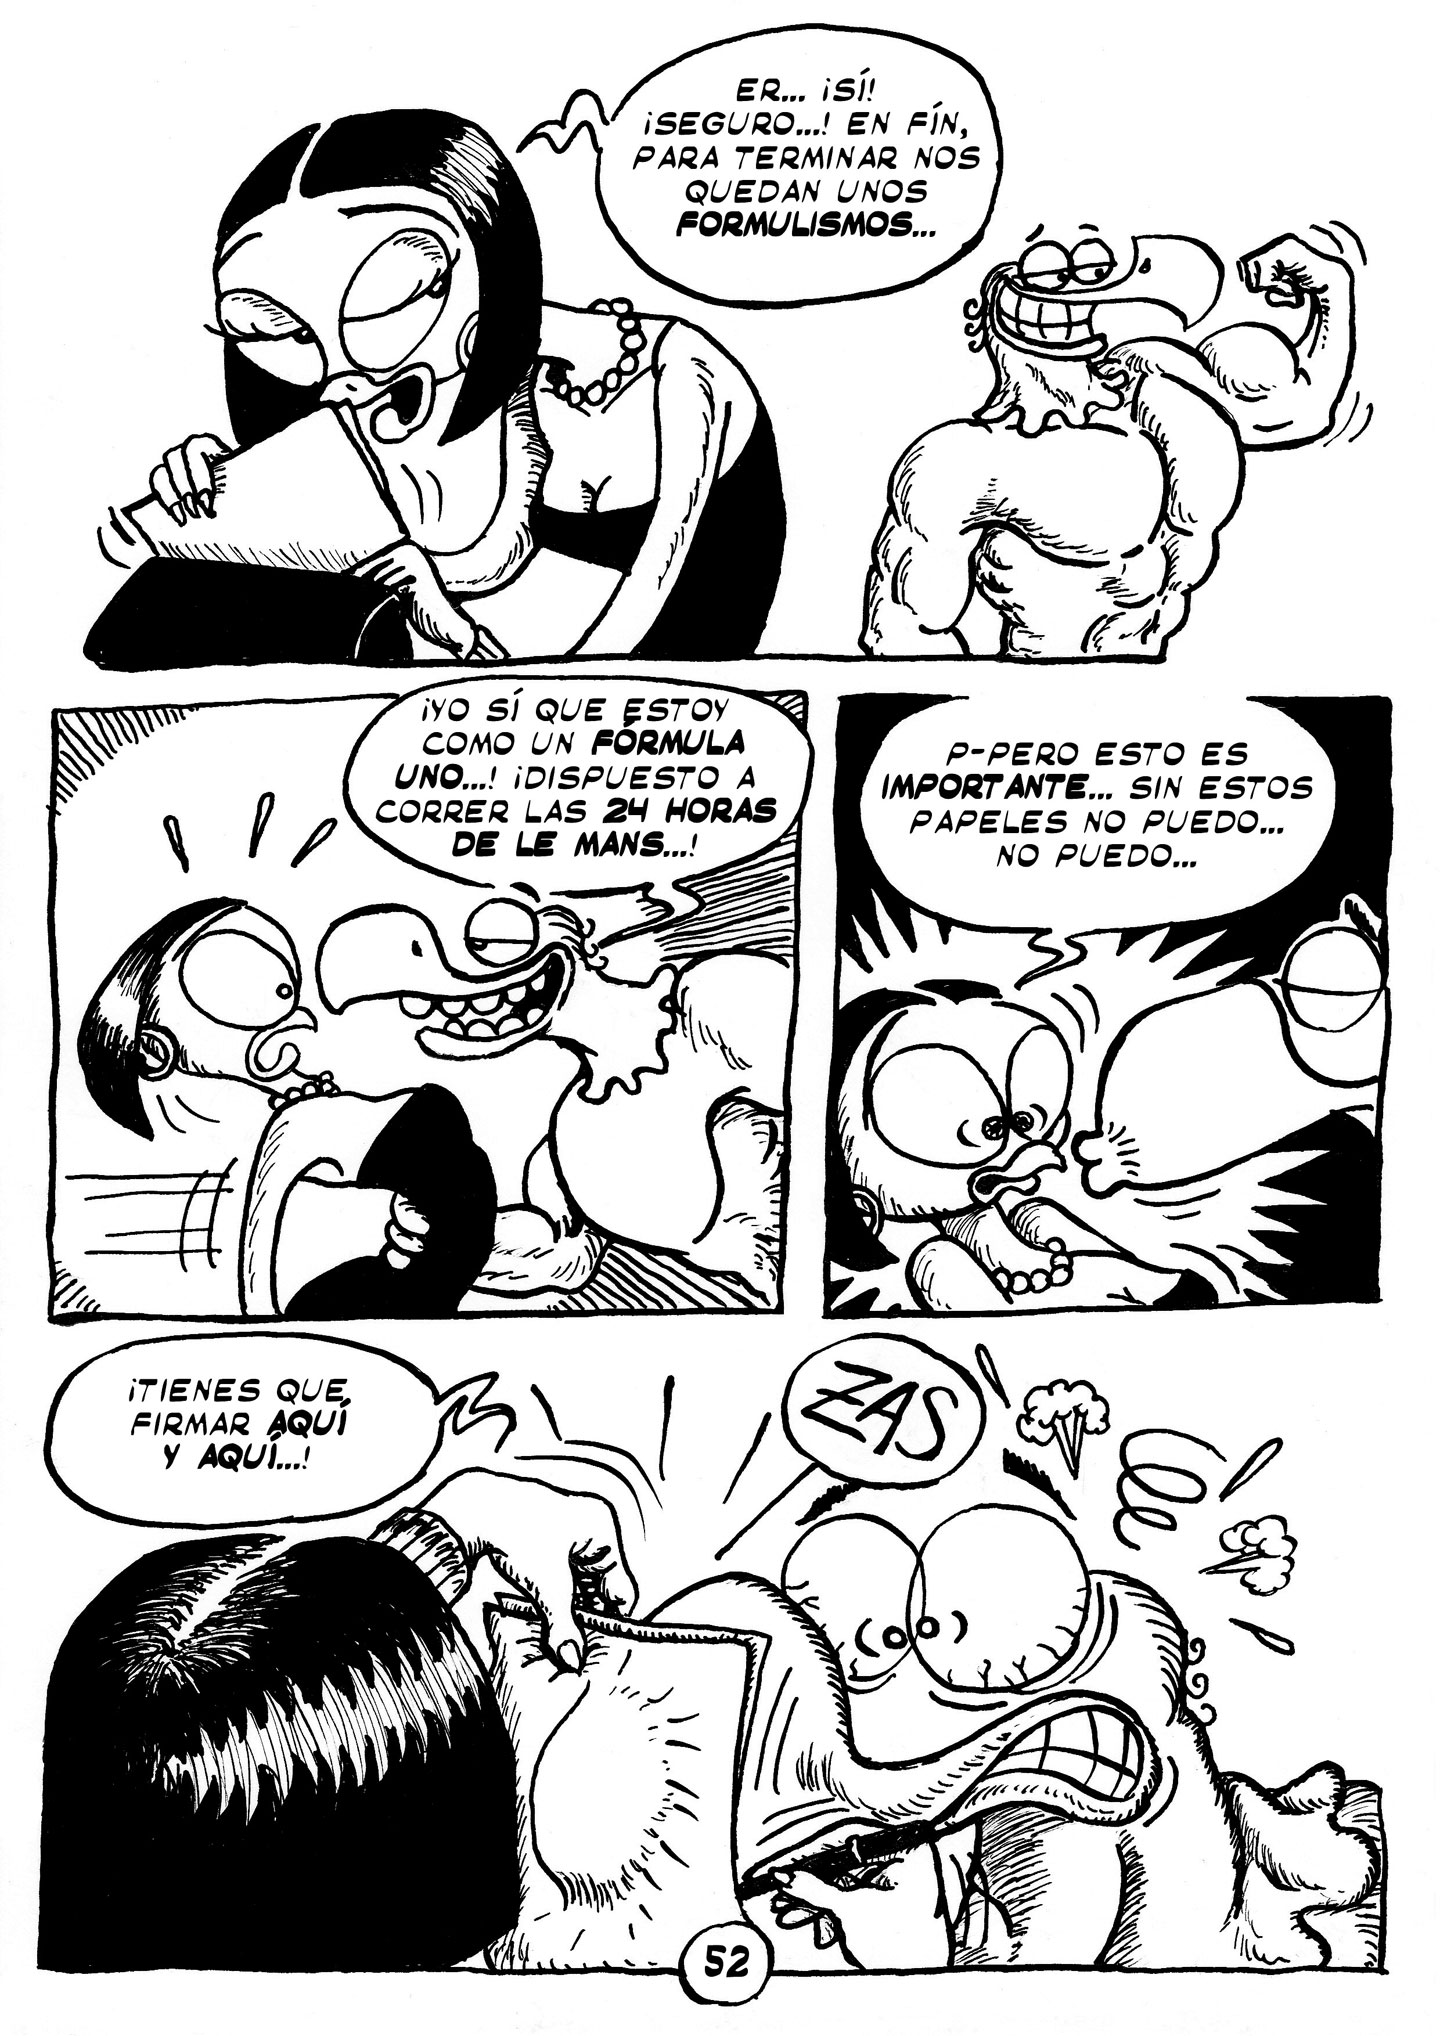 ER... ¡SÍ!
¡SEGURO...! EN FÍN,
PARA TERMINAR NOS
QUEDAN UNOS
FORMULISMOS...
¡YO SÍ QUE ESTOY
COMO UN FÓRMULA
UNO...! ¡DISPUESTO A
CORRER LAS 24 HORAS
DE LE MANS...!
P-PERO ESTO ES
IMPORTANTE... SIN ESTOS
PAPELES NO PUEDO...
NO PUEDO...
¡TIENES QUE
FIRMAR AQUÍ
Y AQUÍ...!
ZAS
52